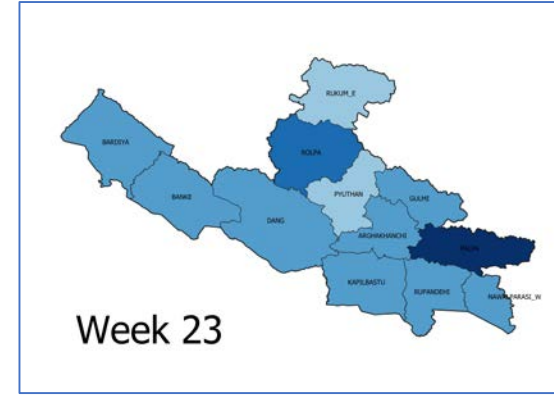 RUKUM_E
ROLPA
BARDIYA
PYUTHAN
BANKE
GULMI
DANG
ARGHAKHANCHI
PALPA
KAPILBASTU
RUPANDEHI
NAWALPARASI_W
Week 23